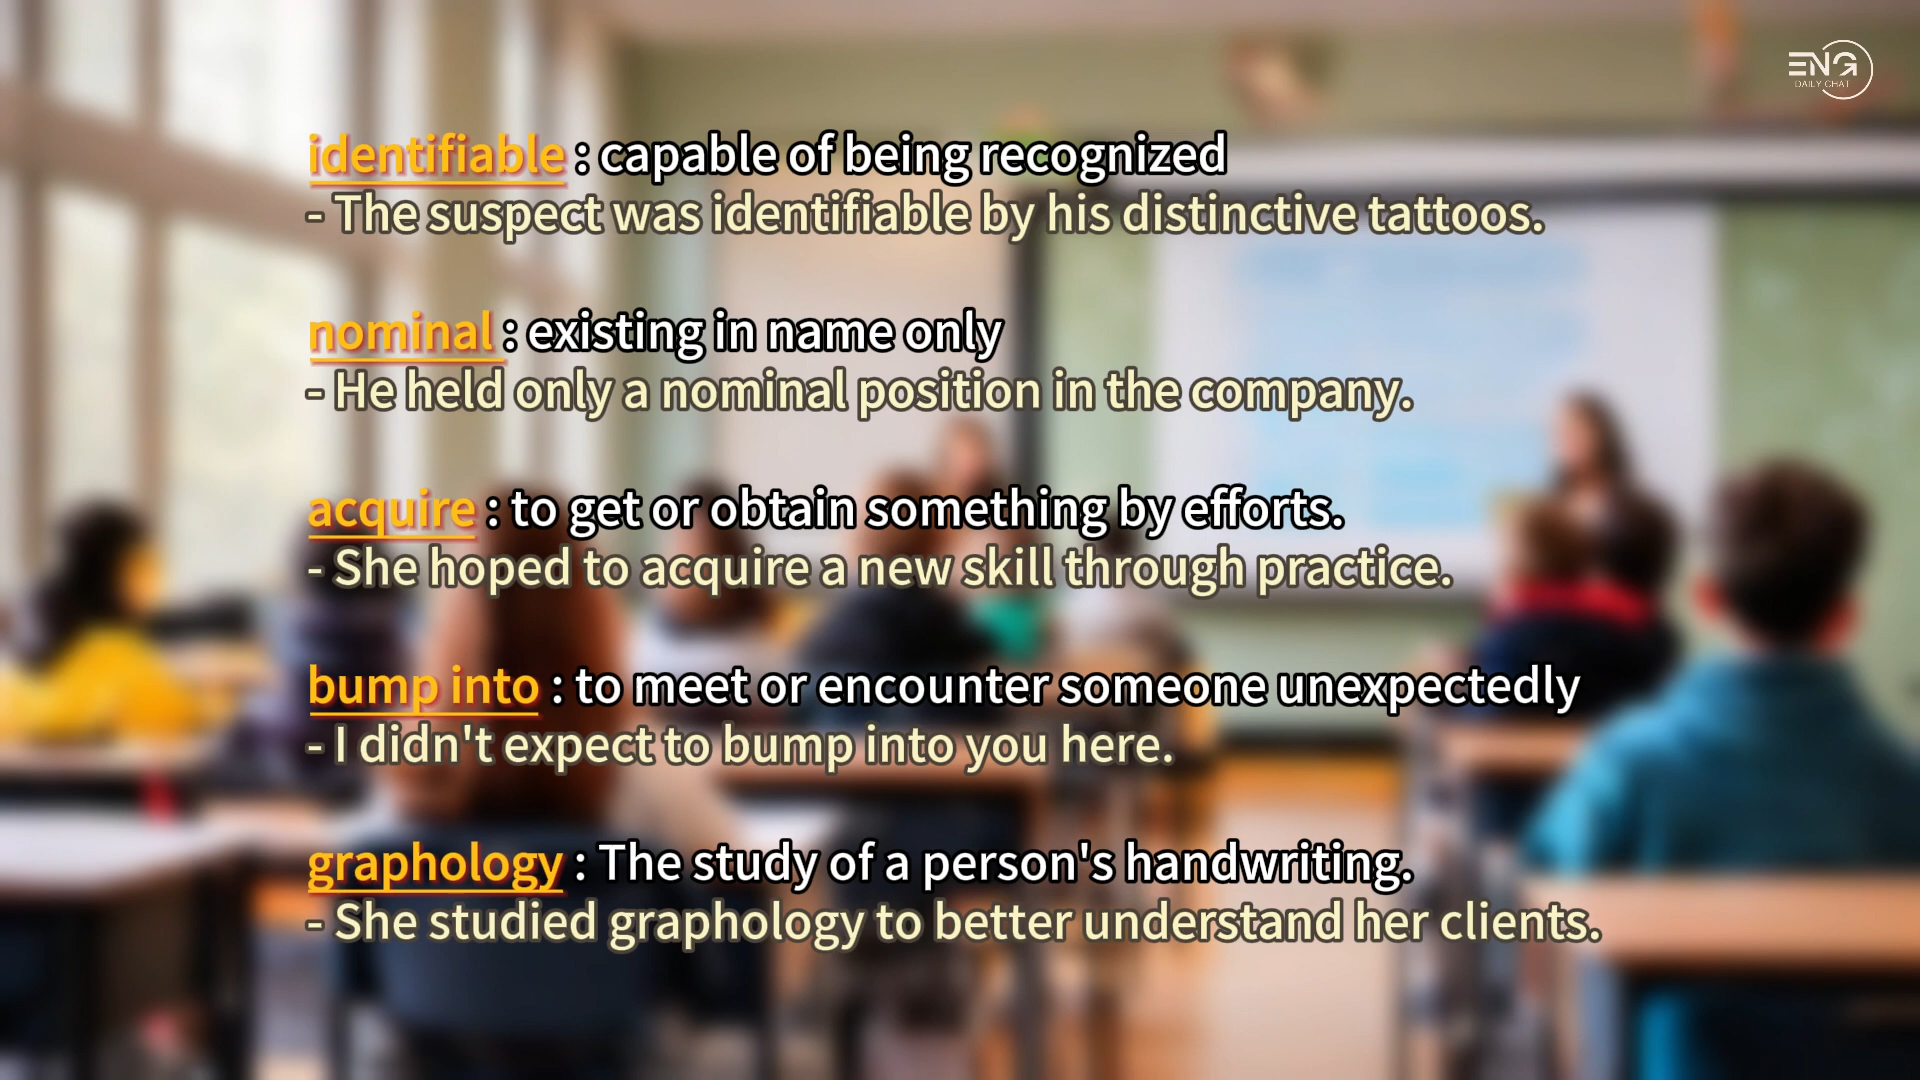 ENG
DAILY CHAT
identifiable : capable of being recognized
- The suspect was identifiable by his distinctive tattoos.
nominal : existing in name only
- He held only a nominal position in the company.
acquire : to get or obtain something by efforts.
- She hoped to acquire a new skill through practice.
bump into : to meet or encounter someone unexpectedly
- I didn't expect to bump into you here.
graphology : The study of a person's handwriting.
- She studied graphology to better understand her clients.